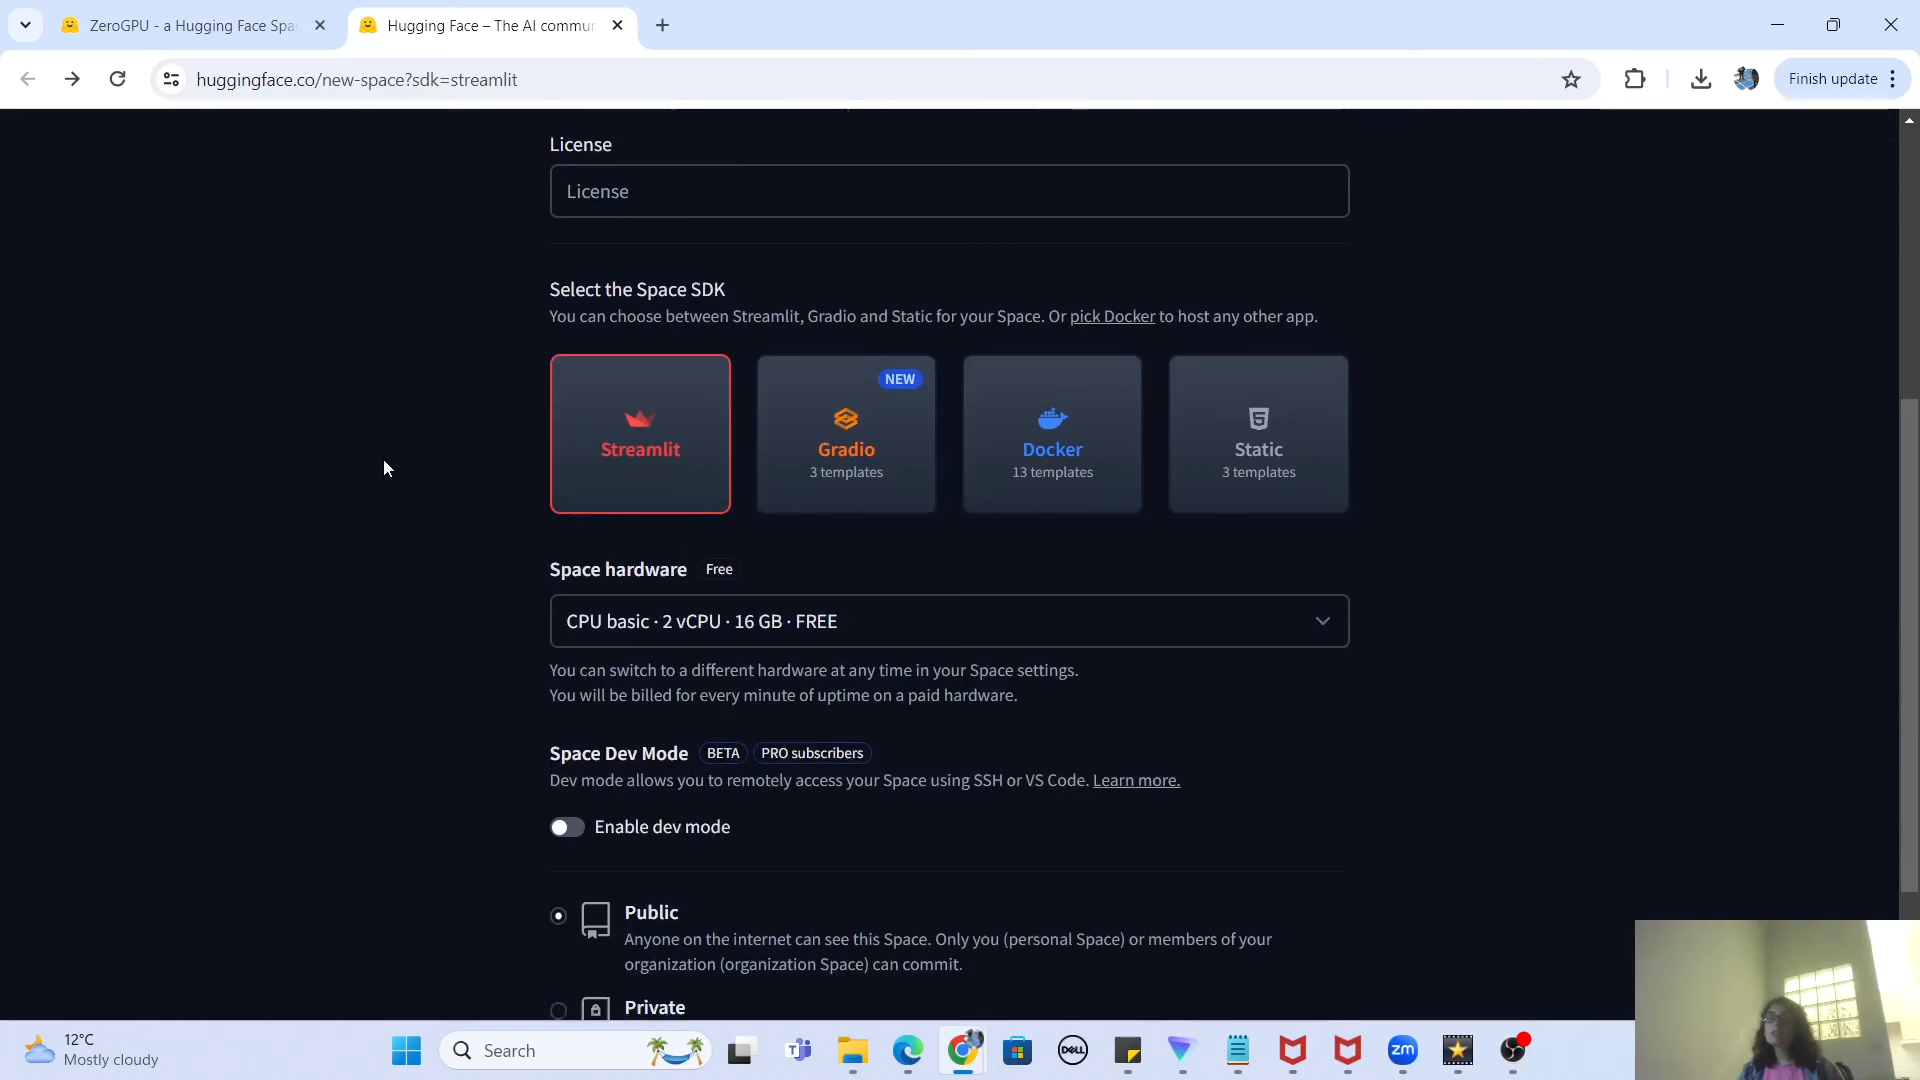 ZeroGPU - a Hugging Face Spa
Hugging Face – The AI commun
huggingface.co/new-space?sdk=streamlit
Finish update
License
License
Select the Space SDK
You can choose between Streamlit, Gradio and Static for your Space. Or pick Docker to host any other app.
Streamlit
NEW
Gradio
3 templates
Docker
13 templates
Static
3 templates
Space hardware Free
CPU basic · 2 vCPU · 16 GB · FREE
You can switch to a different hardware at any time in your Space settings.
You will be billed for every minute of uptime on a paid hardware.
Space Dev Mode BETA PRO subscribers
Dev mode allows you to remotely access your Space using SSH or VS Code. Learn more.
Enable dev mode
Public
Anyone on the internet can see this Space. Only you (personal Space) or members of your
organization (organization Space) can commit.
Private
12°C
Mostly cloudy
Search
DELL
zm